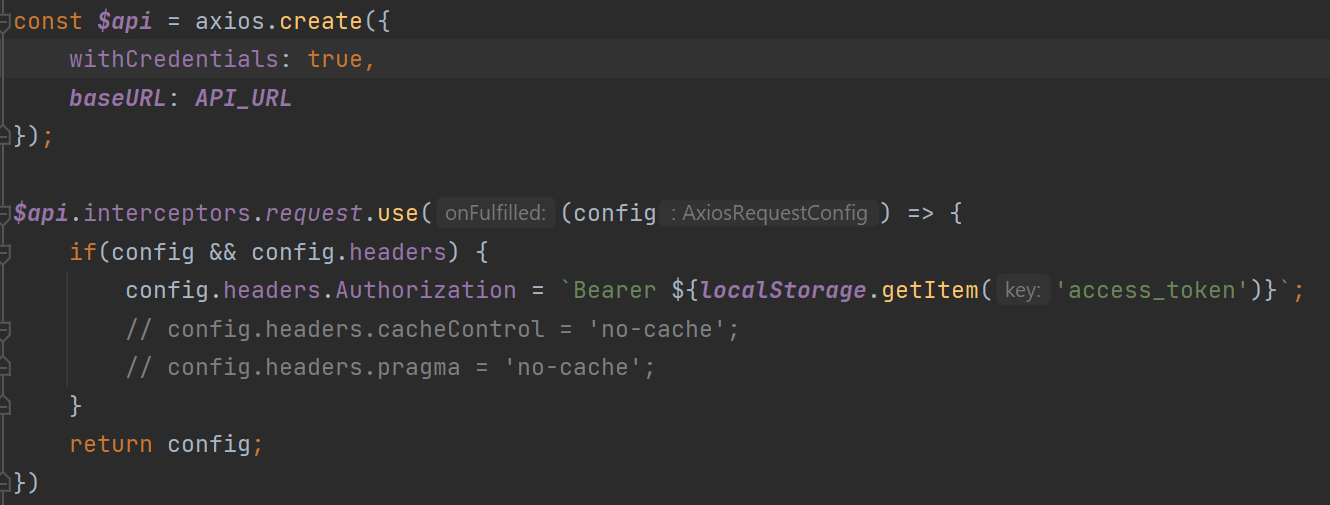 const $api = axios.create({
    withCredentials: true,
    baseURL: API_URL
});

$api.interceptors.request.use( onFulfilled: (config : AxiosRequestConfig ) => {
    if(config && config.headers) {
        config.headers.Authorization = `Bearer ${localStorage.getItem( key: 'access_token')}`;
        // config.headers.cacheControl = 'no-cache';
        // config.headers.pragma = 'no-cache';
    }
    return config;
})